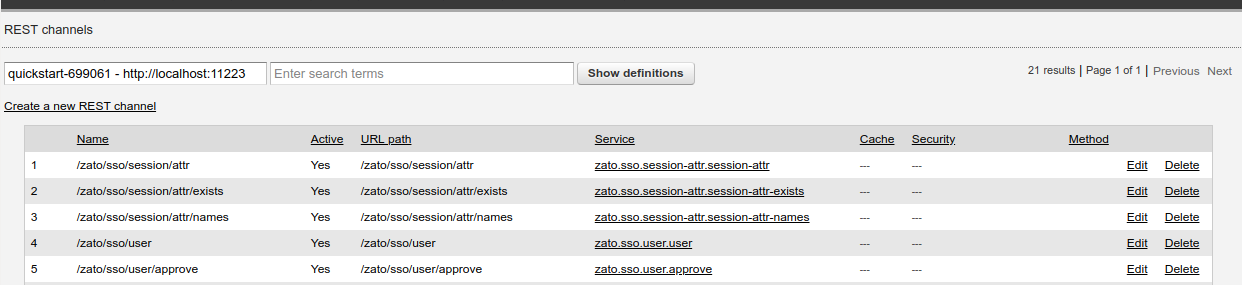 REST channels
quickstart-699061 - http://localhost:11223 Enter search terms Show definitions 21 results | Page 1 of 1 | Previous Next
Create a new REST channel
Name Active URL path Service Cache Security Method
1 /zato/sso/session/attr Yes /zato/sso/session/attr zato.sso.session-attr.session-attr --- --- Edit Delete
2 /zato/sso/session/attr/exists Yes /zato/sso/session/attr/exists zato.sso.session-attr.session-attr-exists --- --- Edit Delete
3 /zato/sso/session/attr/names Yes /zato/sso/session/attr/names zato.sso.session-attr.session-attr-names --- --- Edit Delete
4 /zato/sso/user Yes /zato/sso/user zato.sso.user.user --- --- Edit Delete
5 /zato/sso/user/approve Yes /zato/sso/user/approve zato.sso.user.approve --- --- Edit Delete